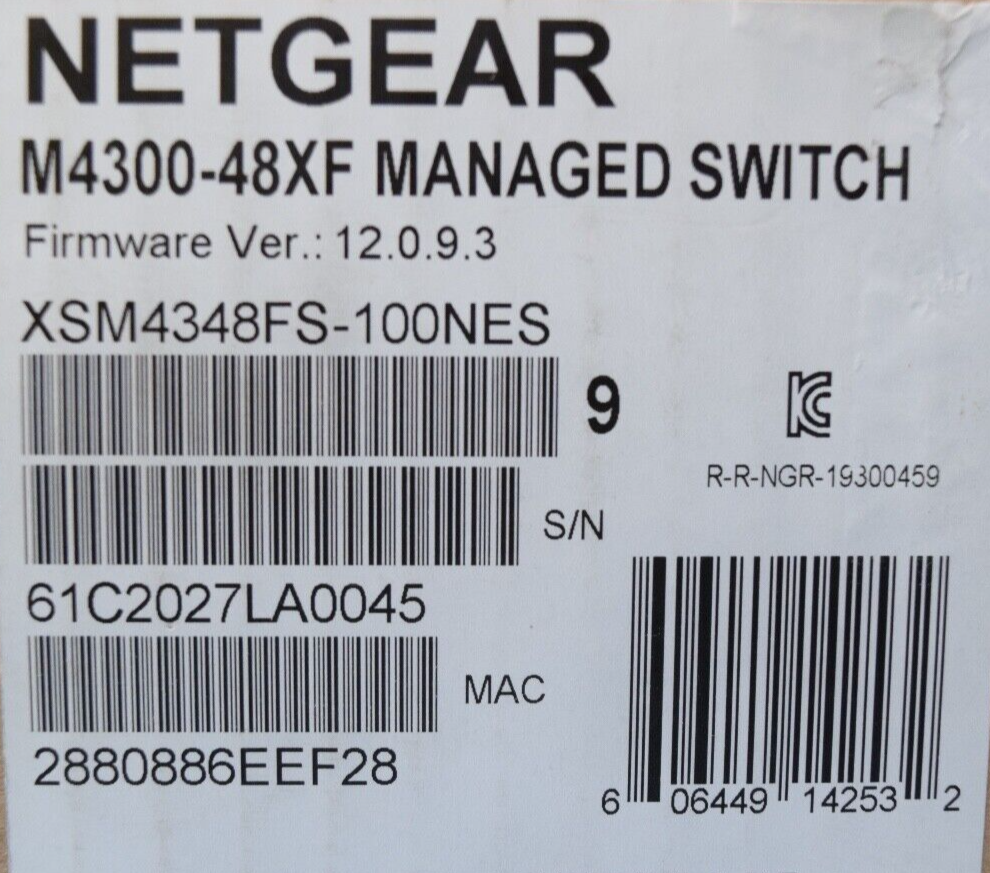 NETGEAR
M4300-48XF MANAGED SWITCH
Firmware Ver.: 12.0.9.3
XSM4348FS-100NES
9
R-R-NGR-19300459
S/N
61C2027LA0045
MAC
2880886EEF28
6 06449 14253 2